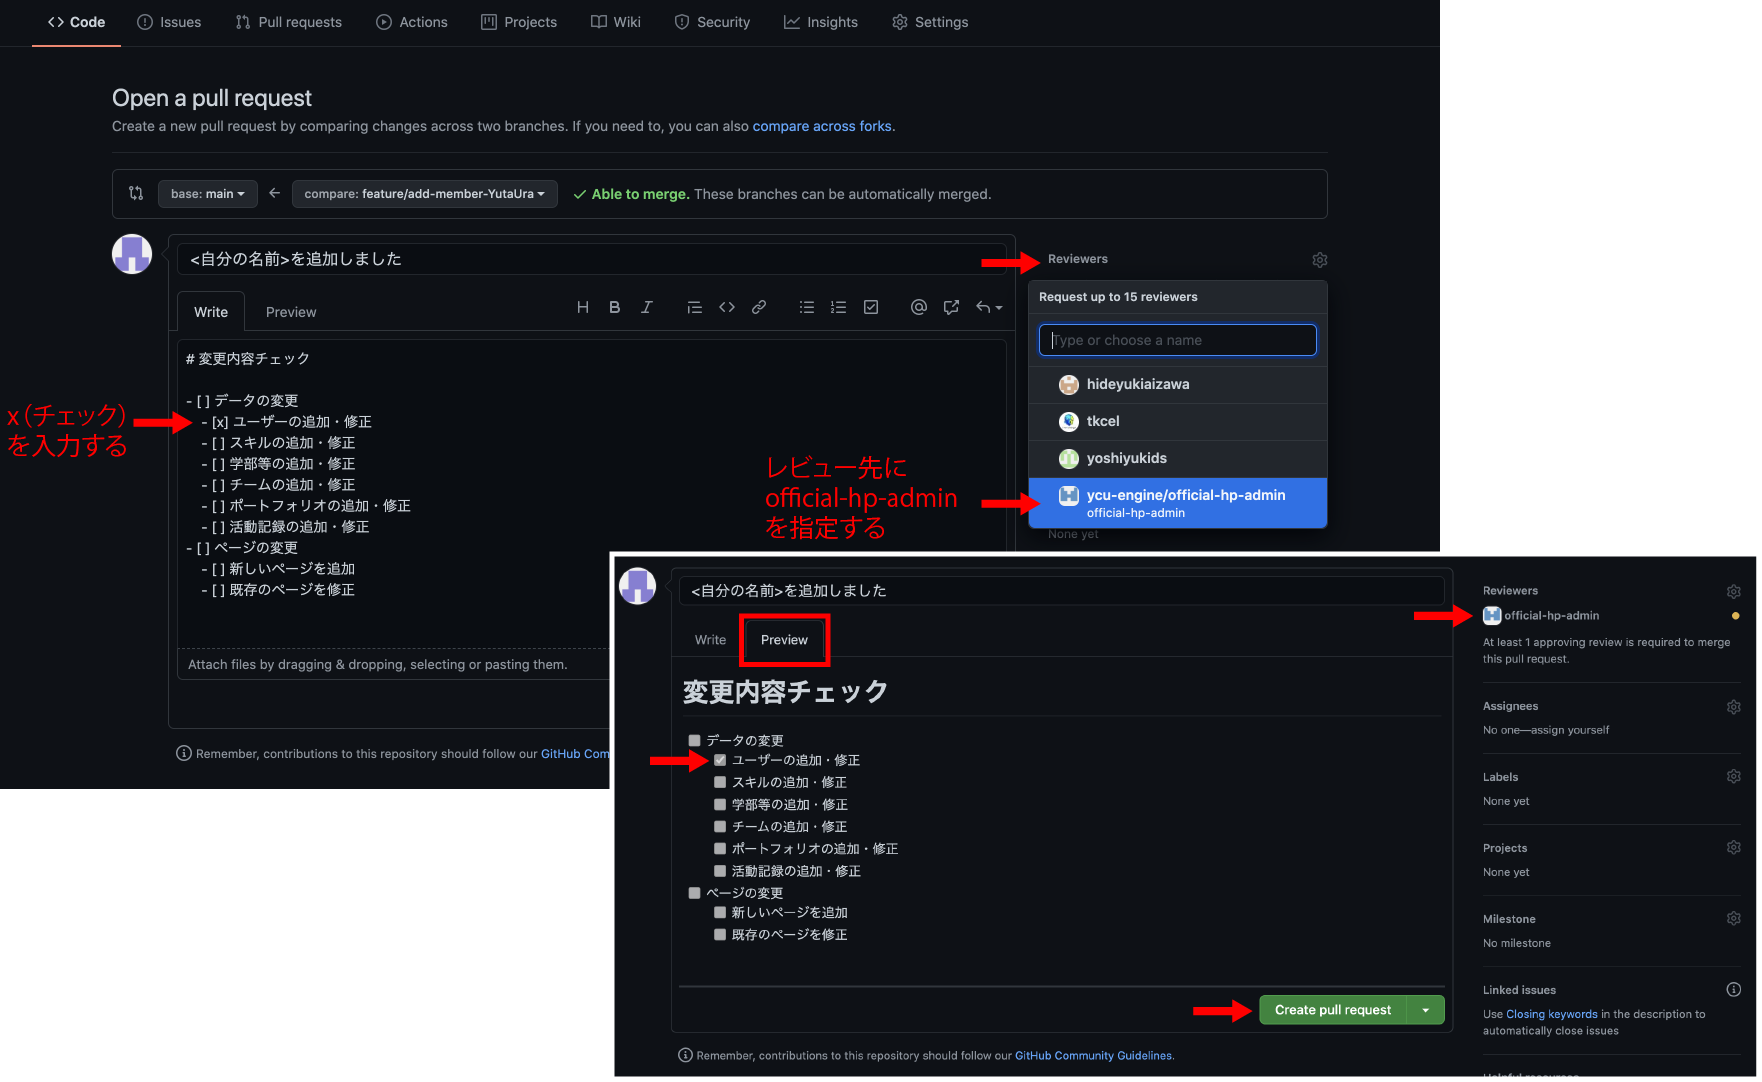 Code
Issues
Pull requests
Actions
Projects
Wiki
Security
Insights
Settings
Open a pull request
Create a new pull request by comparing changes across two branches. If you need to, you can also compare across forks.
base: main
compare: feature/add-member-YutaUra
Able to merge. These branches can be automatically merged.
<自分の名前>を追加しました
Write
Preview
# 変更内容チェック
- [ ] データの変更
- [x] ユーザーの追加・修正
- [ ] スキルの追加・修正
- [ ] 学部等の追加・修正
- [ ] チームの追加・修正
- [ ] ポートフォリオの追加・修正
- [ ] 活動記録の追加・修正
- [ ] ページの変更
- [ ] 新しいページを追加
- [ ] 既存のページを修正
Attach files by dragging & dropping, selecting or pasting them.
Remember, contributions to this repository should follow our GitHub Com
x（チェック）
を入力する
レビュー先に
official-hp-admin
を指定する
Reviewers
Request up to 15 reviewers
Type or choose a name
hideyukiaizawa
tkcel
yoshiyukids
ycu-engine/official-hp-admin
official-hp-admin
None yet
<自分の名前>を追加しました
Write
Preview
変更内容チェック
データの変更
ユーザーの追加・修正
スキルの追加・修正
学部等の追加・修正
チームの追加・修正
ポートフォリオの追加・修正
活動記録の追加・修正
ページの変更
新しいページを追加
既存のページを修正
Create pull request
Remember, contributions to this repository should follow our GitHub Community Guidelines.
Reviewers
official-hp-admin
At least 1 approving review is required to merge
this pull request.
Assignees
No one—assign yourself
Labels
None yet
Projects
None yet
Milestone
No milestone
Linked issues
Use Closing keywords in the description to
automatically close issues